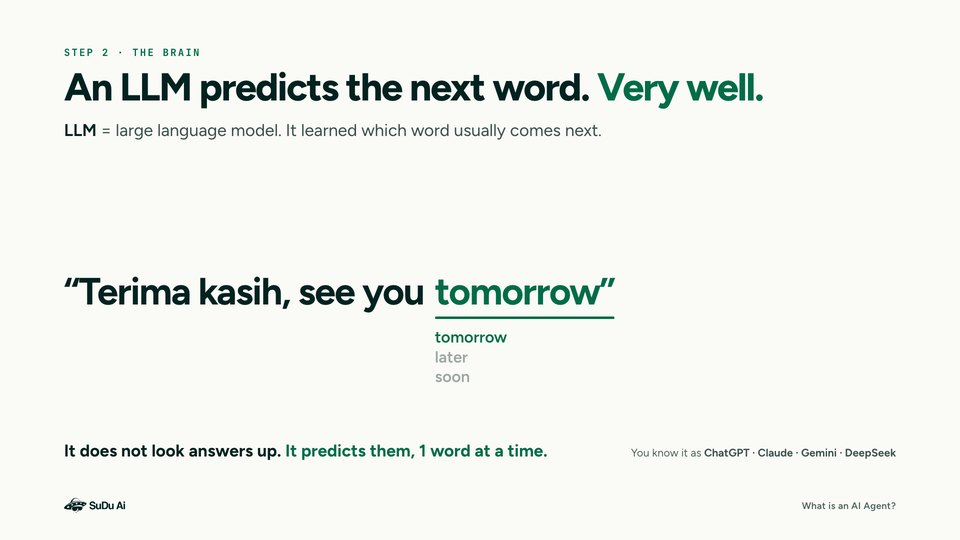 STEP 2 · THE BRAIN
An LLM predicts the next word. Very well.
LLM = large language model. It learned which word usually comes next.
“Terima kasih, see you tomorrow”
tomorrow
later
soon
It does not look answers up. It predicts them, 1 word at a time.
You know it as ChatGPT · Claude · Gemini · DeepSeek
SuDu Ai
What is an AI Agent?